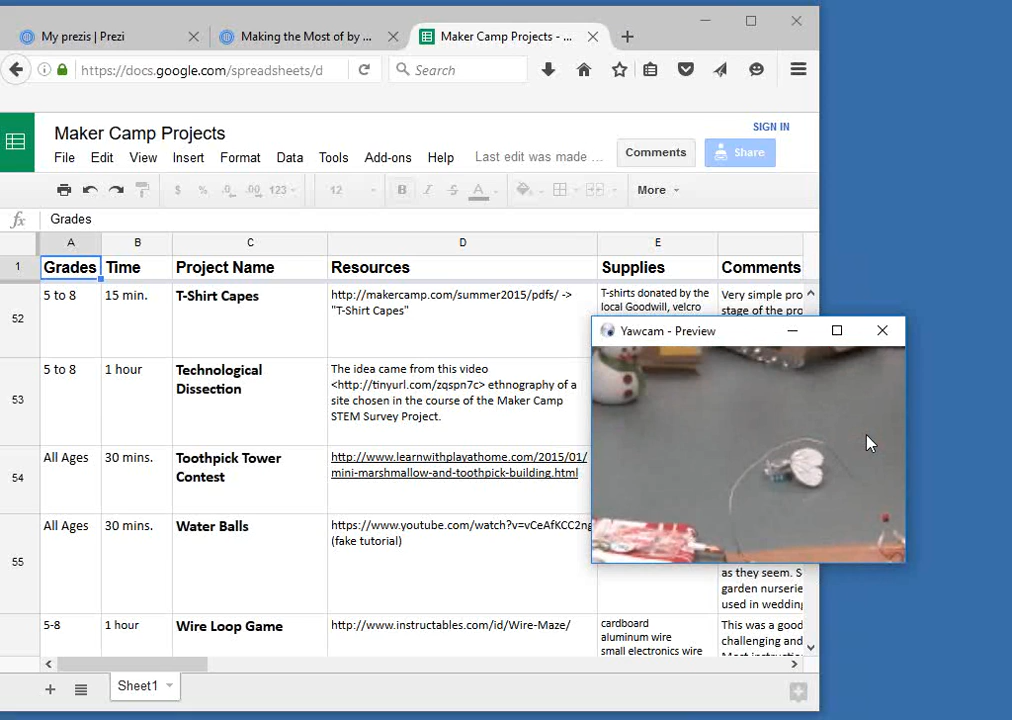 My prezis | Prezi
Making the Most of by ...
Maker Camp Projects - ...
https://docs.google.com/spreadsheets/d
Search
Maker Camp Projects
SIGN IN
File Edit View Insert Format Data Tools Add-ons Help
Last edit was made ...
Comments
Share
$ % .0 .00 123 12 B I S A More
fx Grades
A B C D E
1 Grades Time Project Name Resources Supplies Comments
52 5 to 8 15 min. T-Shirt Capes
http://makercamp.com/summer2015/pdfs/ ->
"T-Shirt Capes"
T-shirts donated by the
local Goodwill, velcro
Very simple pro
stage of the pro
Yawcam - Preview
53 5 to 8 1 hour Technological
Dissection
The idea came from this video
<http://tinyurl.com/zqspn7c> ethnography of a
site chosen in the course of the Maker Camp
STEM Survey Project.
54 All Ages 30 mins. Toothpick Tower
Contest
http://www.learnwithplayathome.com/2015/01/
mini-marshmallow-and-toothpick-building.html
55 All Ages 30 mins. Water Balls
https://www.youtube.com/watch?v=vCeAfKCC2ng
(fake tutorial)
as they seem. S
garden nurserie
used in wedding
5-8 1 hour Wire Loop Game
http://www.instructables.com/id/Wire-Maze/
cardboard
aluminum wire
small electronics wire
This was a good
challenging and
Sheet1